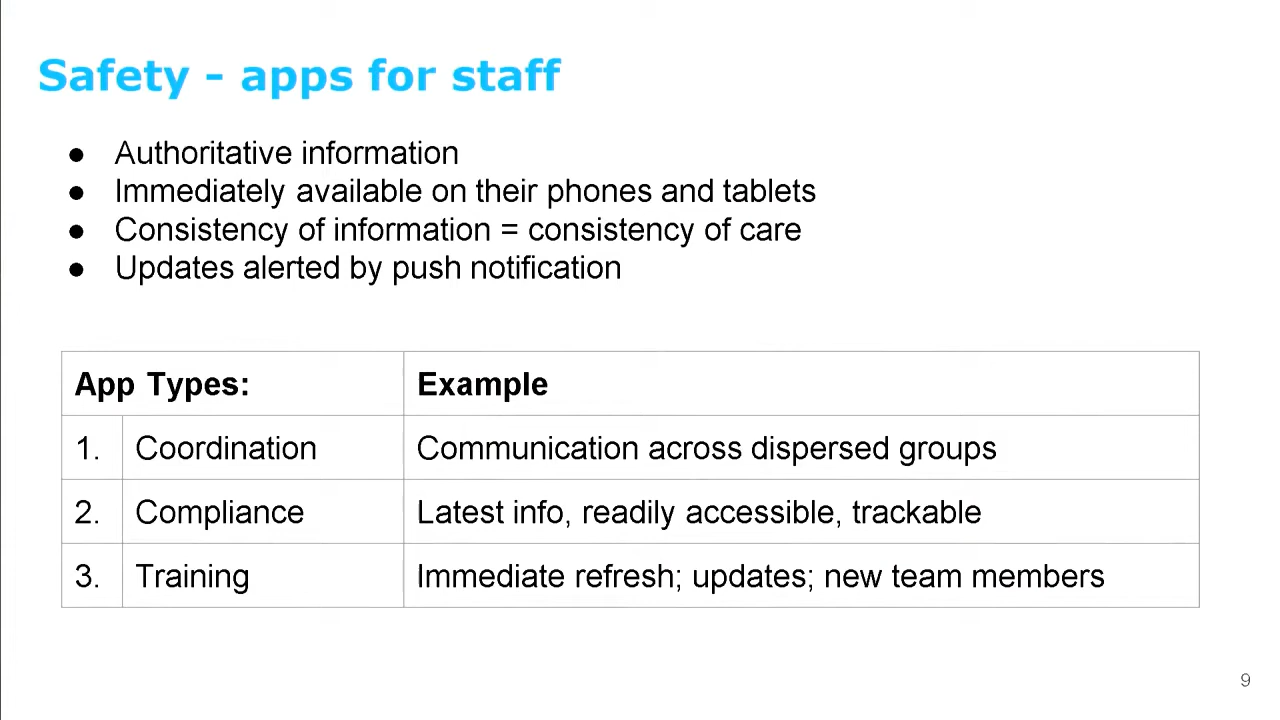 Safety - apps for staff
● Authoritative information
● Immediately available on their phones and tablets
● Consistency of information = consistency of care
● Updates alerted by push notification
App Types: Example
1. Coordination Communication across dispersed groups
2. Compliance Latest info, readily accessible, trackable
3. Training Immediate refresh; updates; new team members
9